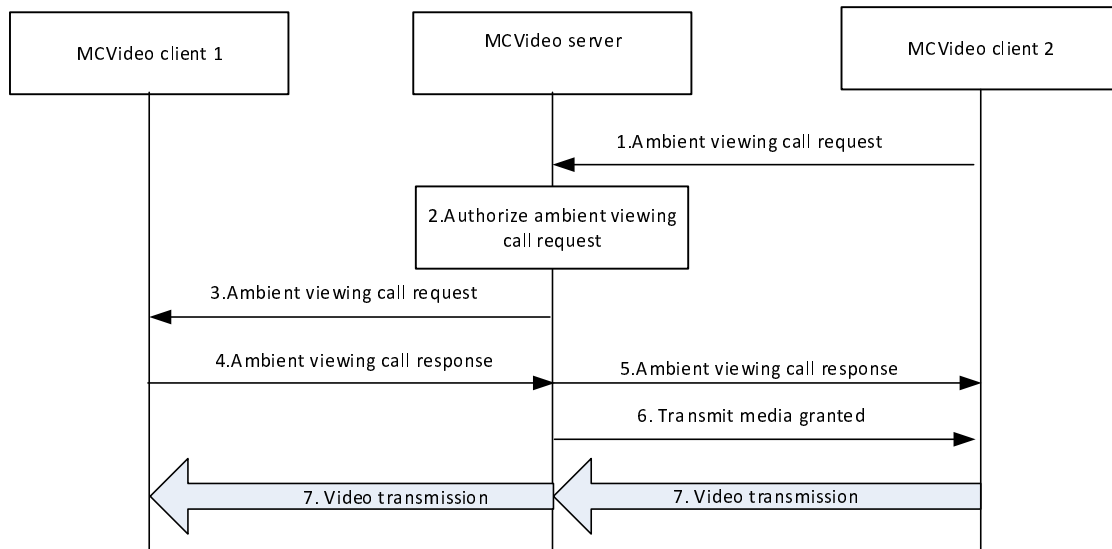 MCVideo client 1
MCVideo server
MCVideo client 2
1.Ambient viewing call request
2.Authorize ambient viewing
call request
3.Ambient viewing call request
4.Ambient viewing call response
5.Ambient viewing call response
6. Transmit media granted
7. Video transmission
7. Video transmission